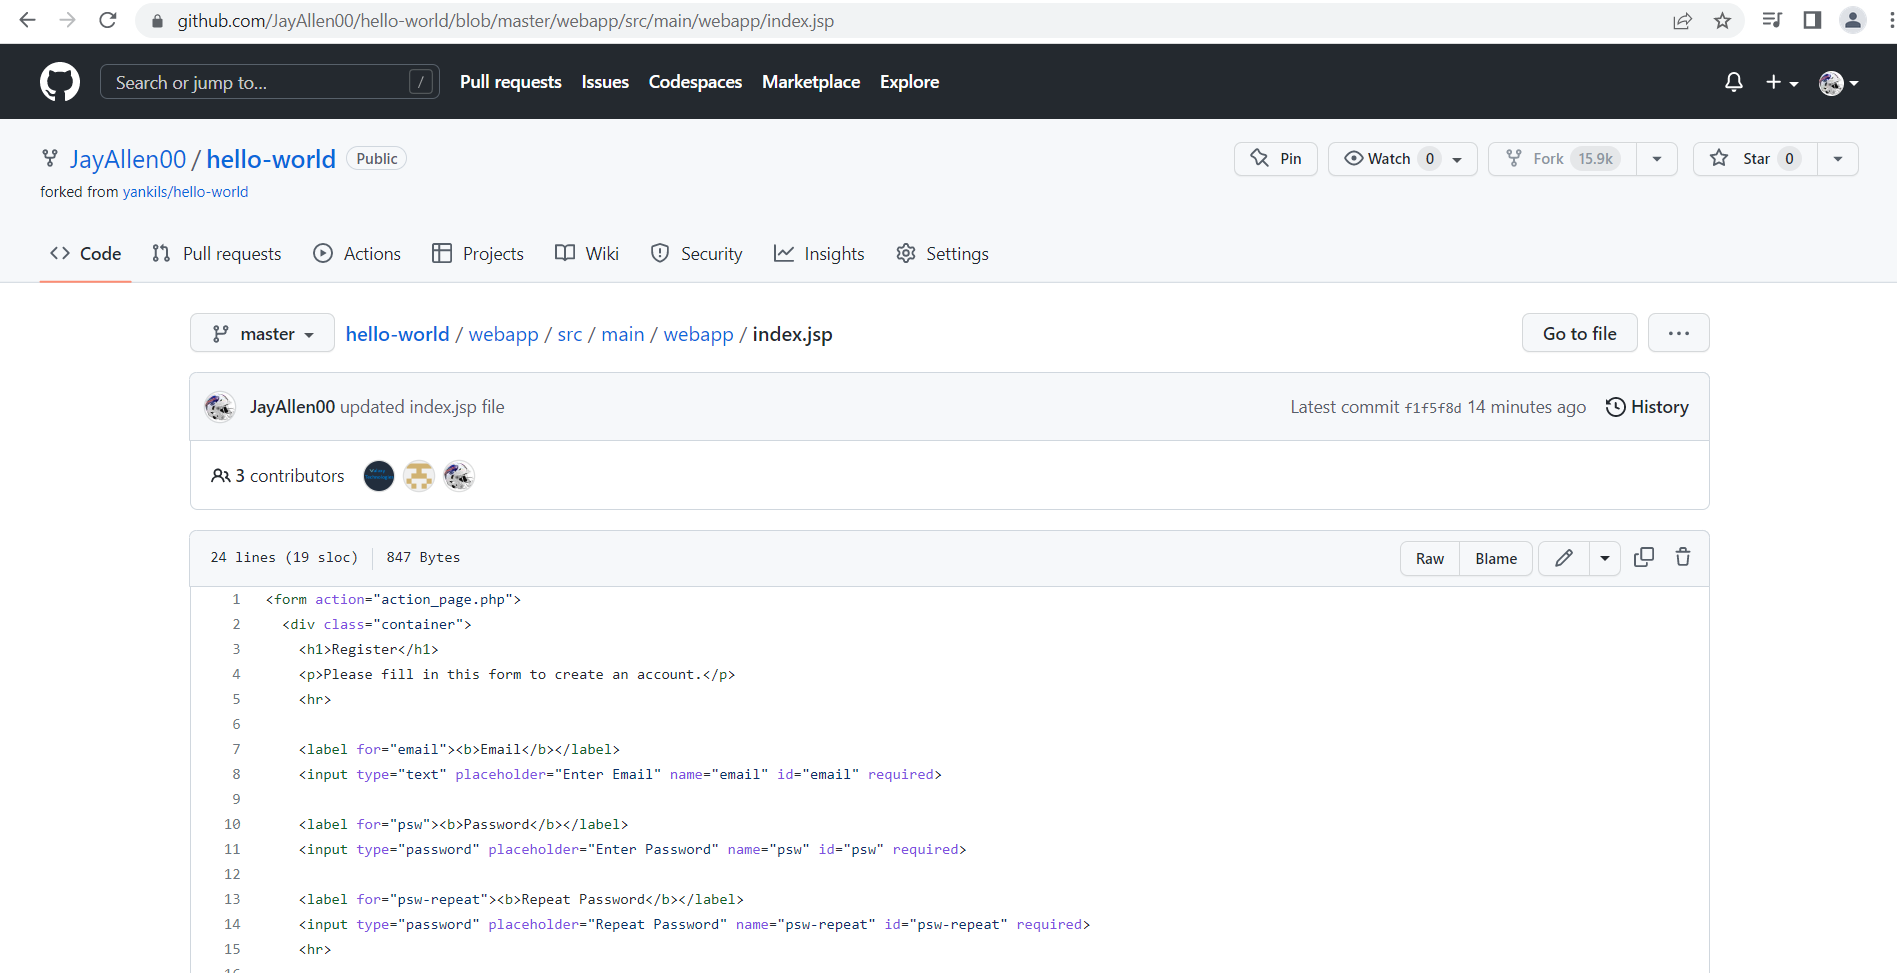 github.com/JayAllen00/hello-world/blob/master/webapp/src/main/webapp/index.jsp
Search or jump to... / Pull requests Issues Codespaces Marketplace Explore
JayAllen00 / hello-world Public Pin Watch 0 Fork 15.9k Star 0
forked from yankils/hello-world
Code Pull requests Actions Projects Wiki Security Insights Settings
master hello-world / webapp / src / main / webapp / index.jsp Go to file ...
JayAllen00 updated index.jsp file Latest commit f1f5f8d 14 minutes ago History
3 contributors
24 lines (19 sloc) 847 Bytes Raw Blame
1 <form action="action_page.php">
2 <div class="container">
3 <h1>Register</h1>
4 <p>Please fill in this form to create an account.</p>
5 <hr>
6
7 <label for="email"><b>Email</b></label>
8 <input type="text" placeholder="Enter Email" name="email" id="email" required>
9
10 <label for="psw"><b>Password</b></label>
11 <input type="password" placeholder="Enter Password" name="psw" id="psw" required>
12
13 <label for="psw-repeat"><b>Repeat Password</b></label>
14 <input type="password" placeholder="Repeat Password" name="psw-repeat" id="psw-repeat" required>
15 <hr>